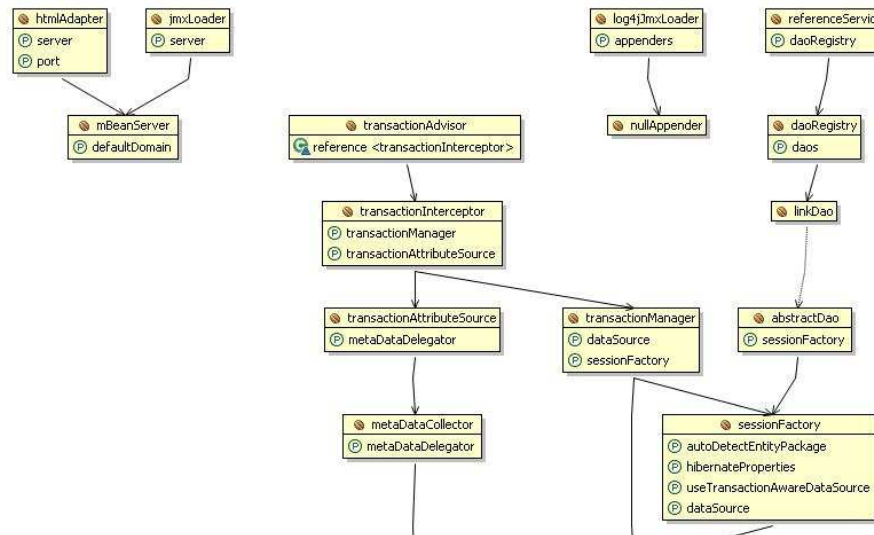 htmlAdapter
server
port
jmxLoader
server
log4jJmxLoader
appenders
daoRegistry
mBeanServer
defaultDomain
transactionAdvisor
reference <transactionInterceptor>
nullAppender
daoRegistry
daos
transactionInterceptor
transactionManager
transactionAttributeSource
linkDao
transactionAttributeSource
metaDataDelegator
transactionManager
dataSource
sessionFactory
abstractDao
sessionFactory
metaDataCollector
metaDataDelegator
sessionFactory
autoDetectEntityPackage
hibernateProperties
useTransactionAwareDataSource
dataSource